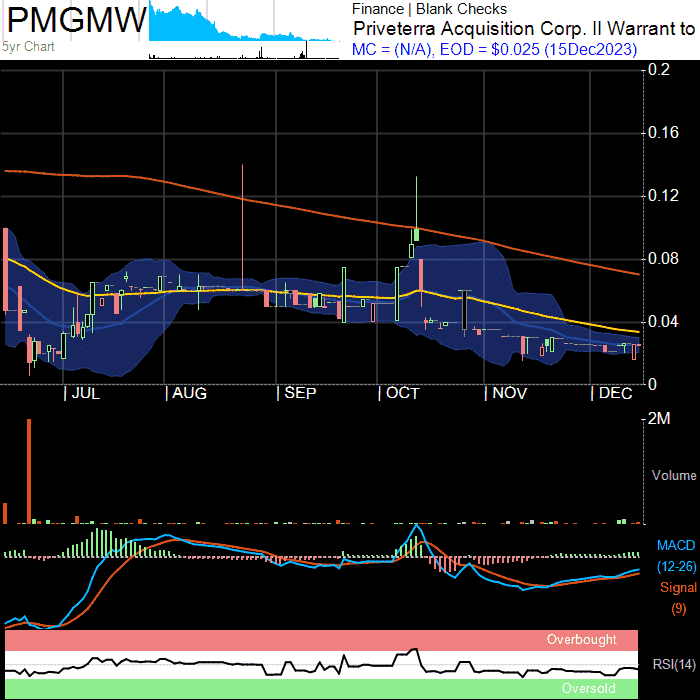 PMGMW
5yr Chart
Finance | Blank Checks
Priveterra Acquisition Corp. II Warrant to
MC = (N/A), EOD = $0.025 (15Dec2023)
0.2
0.16
0.12
0.08
0.04
0
JUL
AUG
SEP
OCT
NOV
DEC
2M
Volume
MACD
(12-26)
Signal
(9)
Overbought
RSI(14)
Oversold